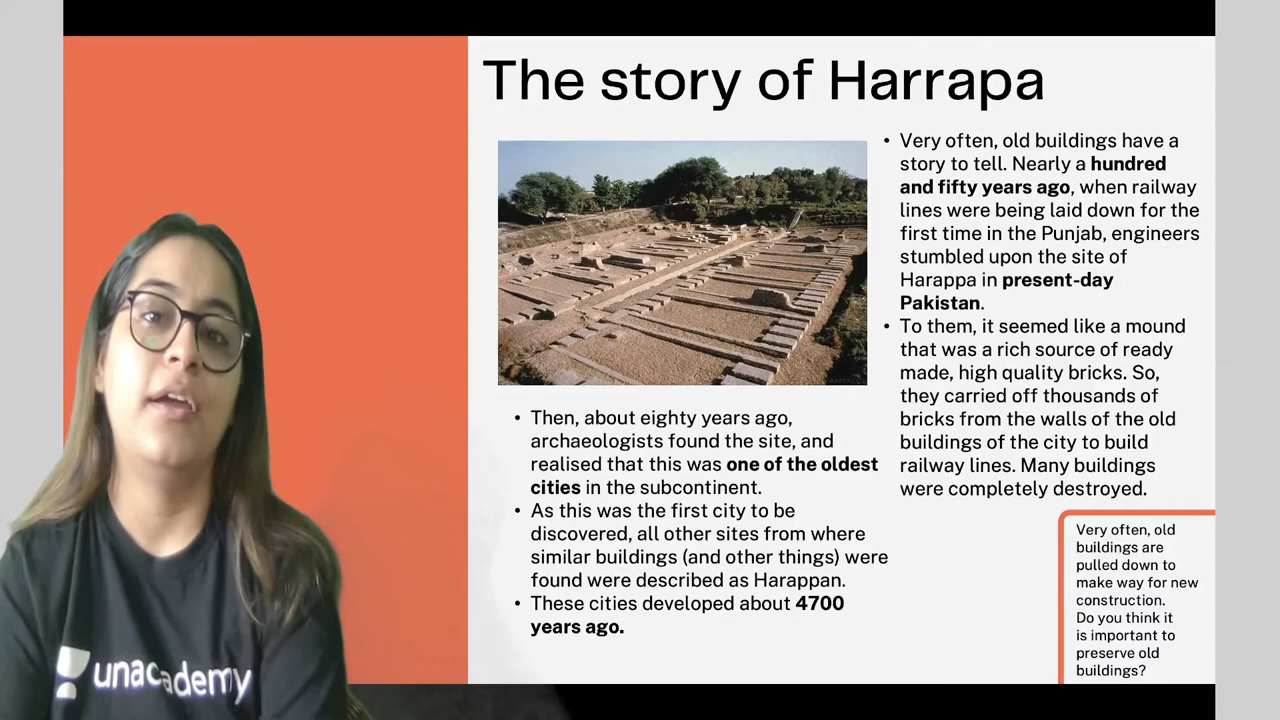 The story of Harrapa
• Very often, old buildings have a
story to tell. Nearly a hundred
and fifty years ago, when railway
lines were being laid down for the
first time in the Punjab, engineers
stumbled upon the site of
Harappa in present-day
Pakistan.
• To them, it seemed like a mound
that was a rich source of ready
made, high quality bricks. So,
they carried off thousands of
bricks from the walls of the old
buildings of the city to build
railway lines. Many buildings
were completely destroyed.
• Then, about eighty years ago,
archaeologists found the site, and
realised that this was one of the oldest
cities in the subcontinent.
• As this was the first city to be
discovered, all other sites from where
similar buildings (and other things) were
found were described as Harappan.
• These cities developed about 4700
years ago.
Very often, old
buildings are
pulled down to
make way for new
construction.
Do you think it
is important to
preserve old
buildings?
unacademy